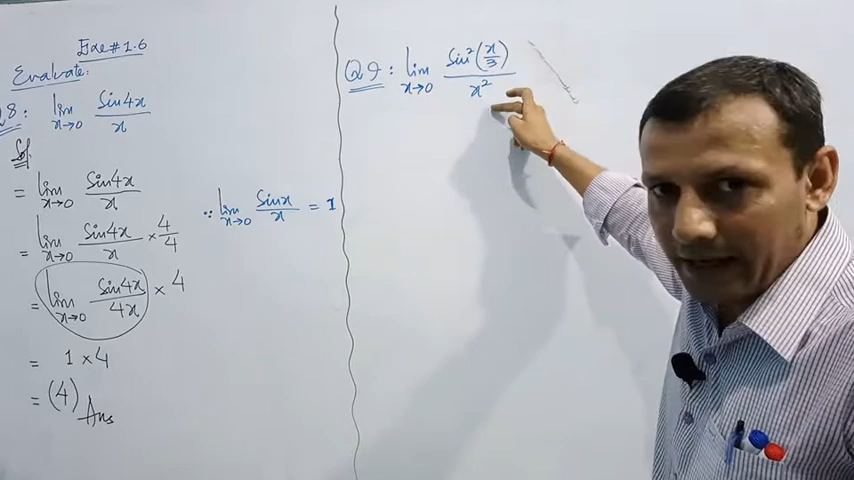 Exe#1.6
Evaluate:
Q8: lim x→0 Sin4x/x
Sol:
= lim x→0 Sin4x/x
= lim x→0 Sin4x/x × 4/4
= lim x→0 Sin4x/4x × 4
= 1 × 4
= (4) Ans
∵ lim x→0 Sinx/x = 1
Q9: lim x→0 Sin²(x/3)/x²